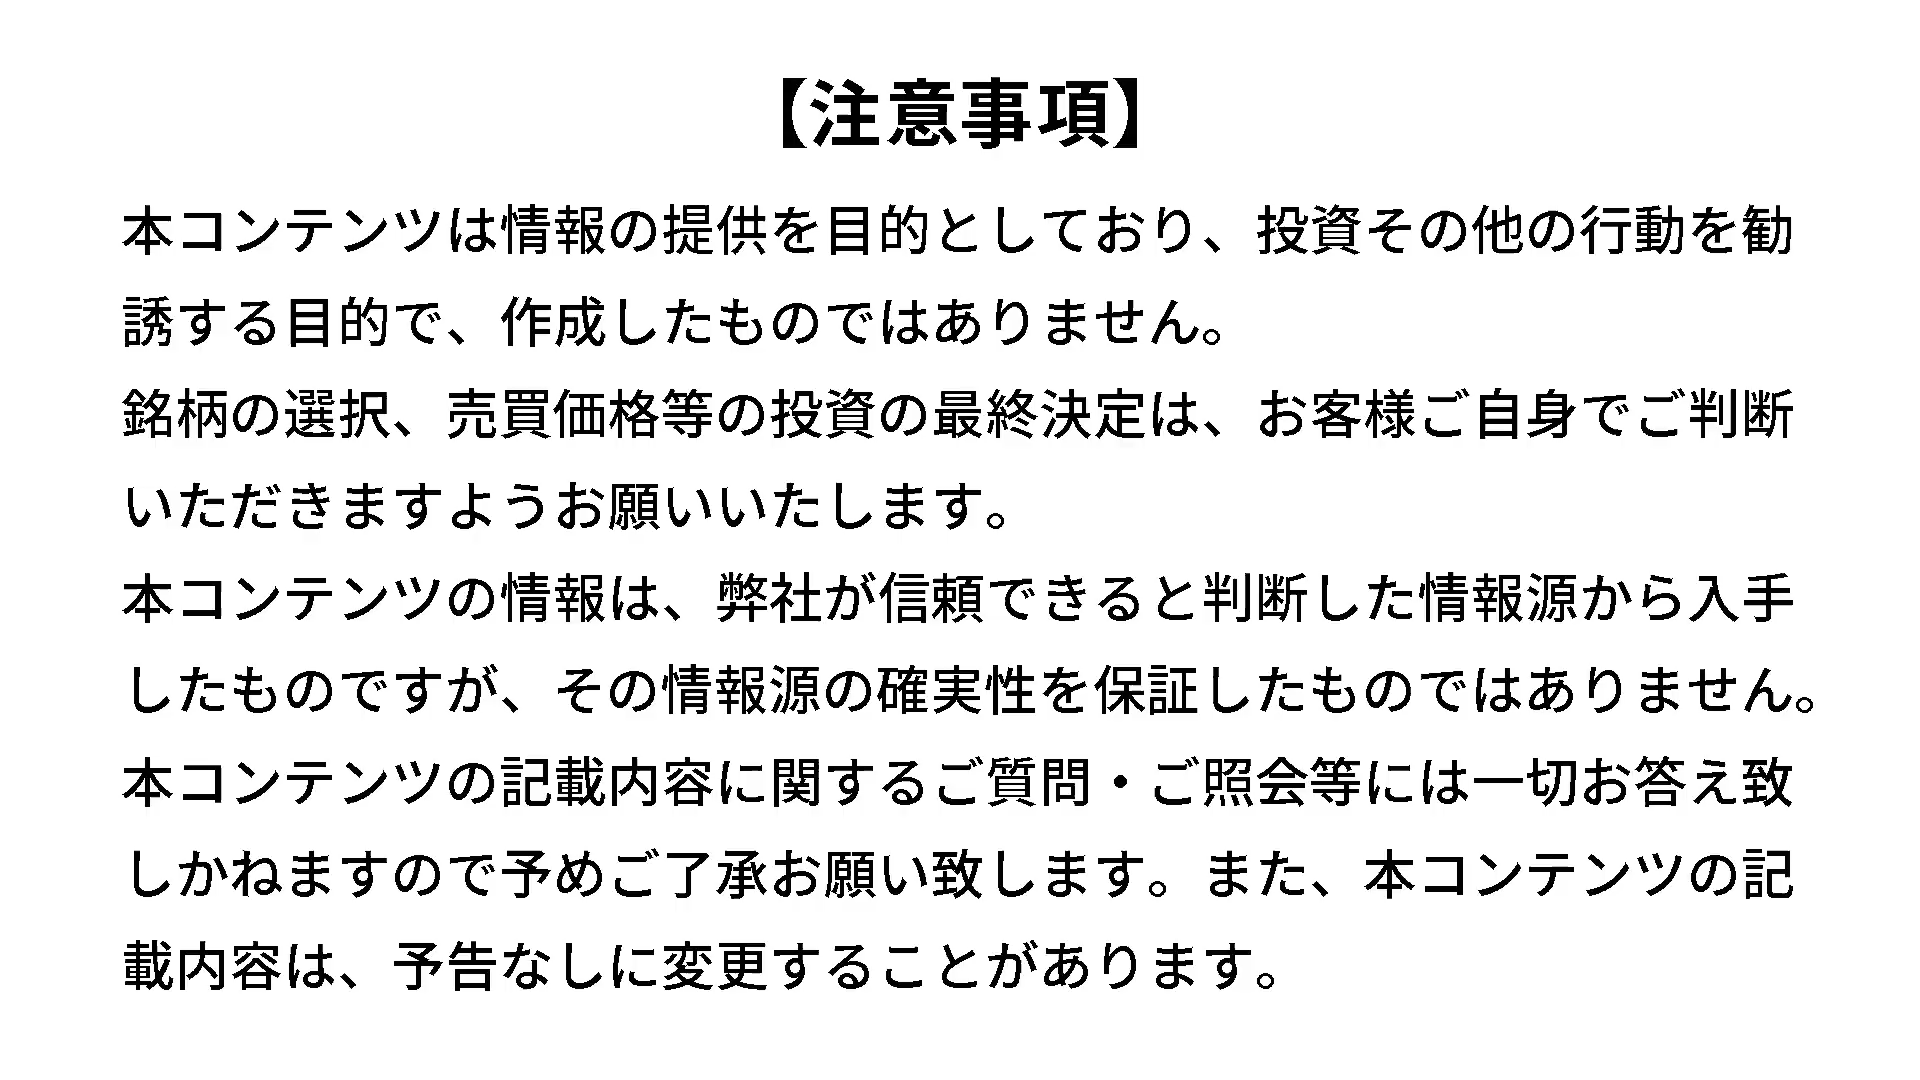 【注意事項】
本コンテンツは情報の提供を目的としており、投資その他の行動を勧
誘する目的で、作成したものではありません。
銘柄の選択、売買価格等の投資の最終決定は、お客様ご自身でご判断
いただきますようお願いいたします。
本コンテンツの情報は、弊社が信頼できると判断した情報源から入手
したものですが、その情報源の確実性を保証したものではありません。
本コンテンツの記載内容に関するご質問・ご照会等には一切お答え致
しかねますので予めご了承お願い致します。また、本コンテンツの記
載内容は、予告なしに変更することがあります。